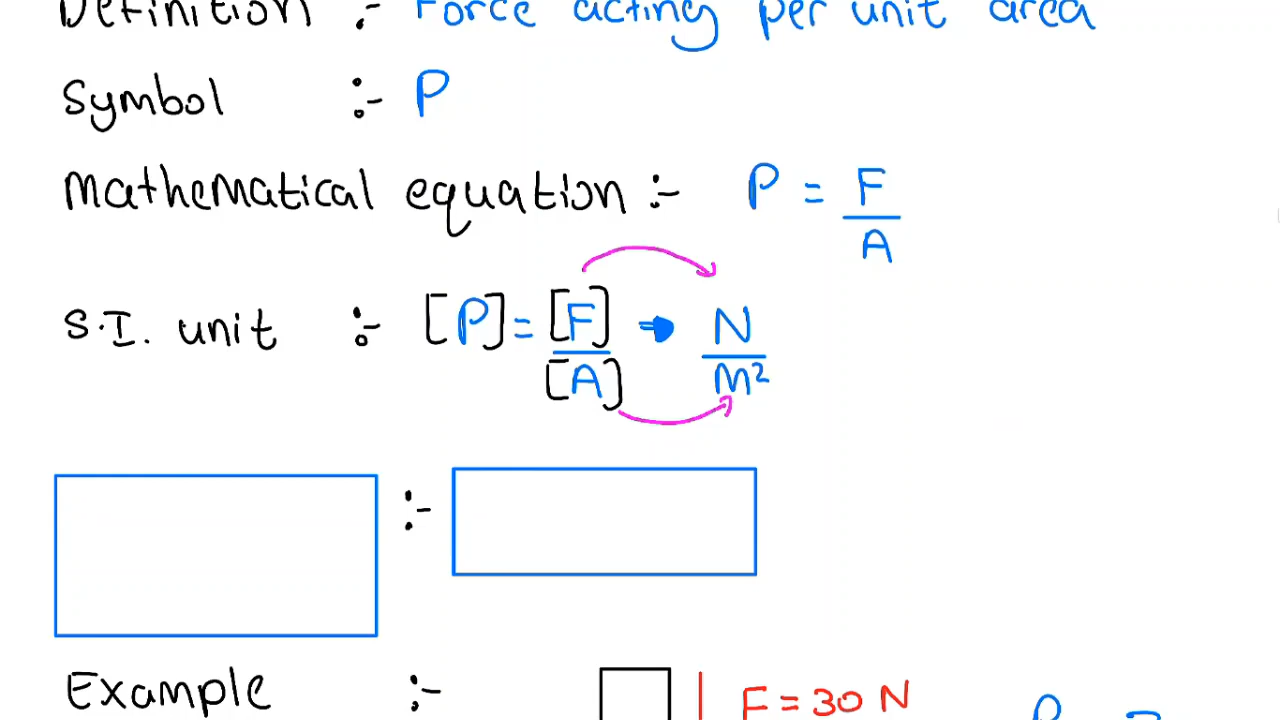 Definition :- Force acting per unit area
Symbol :- P
Mathematical equation :- P = F/A
S.I. unit :- [P] = [F]/[A] ⇒ N/M²
:-
Example :- F = 30 N P =